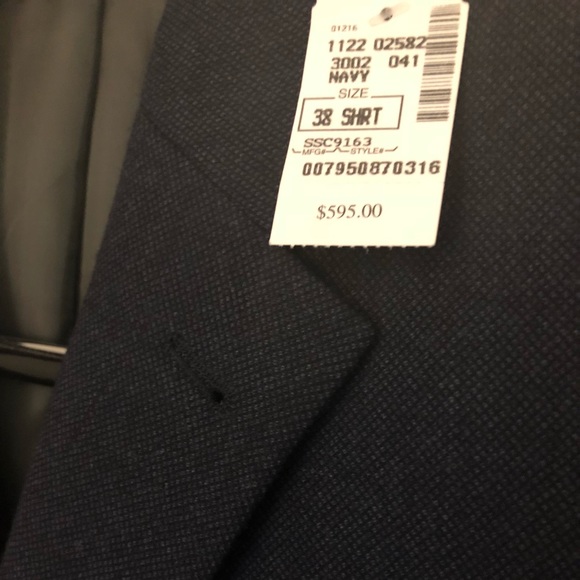 01216
1122 02582
3002 041
NAVY
SIZE
38 SHRT
SSC9163
MFG# STYLE#
007950870316
$595.00